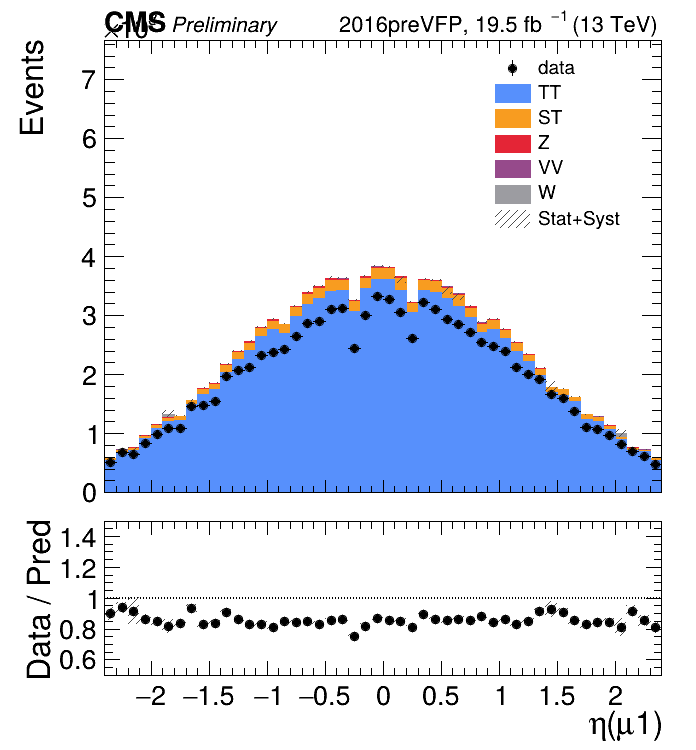 CMS Preliminary 2016preVFP, 19.5 fb⁻¹ (13 TeV)
Events
7
6
5
4
3
2
1
0
data
TT
ST
Z
VV
W
Stat+Syst
Data / Pred
1.4
1.2
1
0.8
0.6
−2 −1.5 −1 −0.5 0 0.5 1 1.5 2
η(μ1)